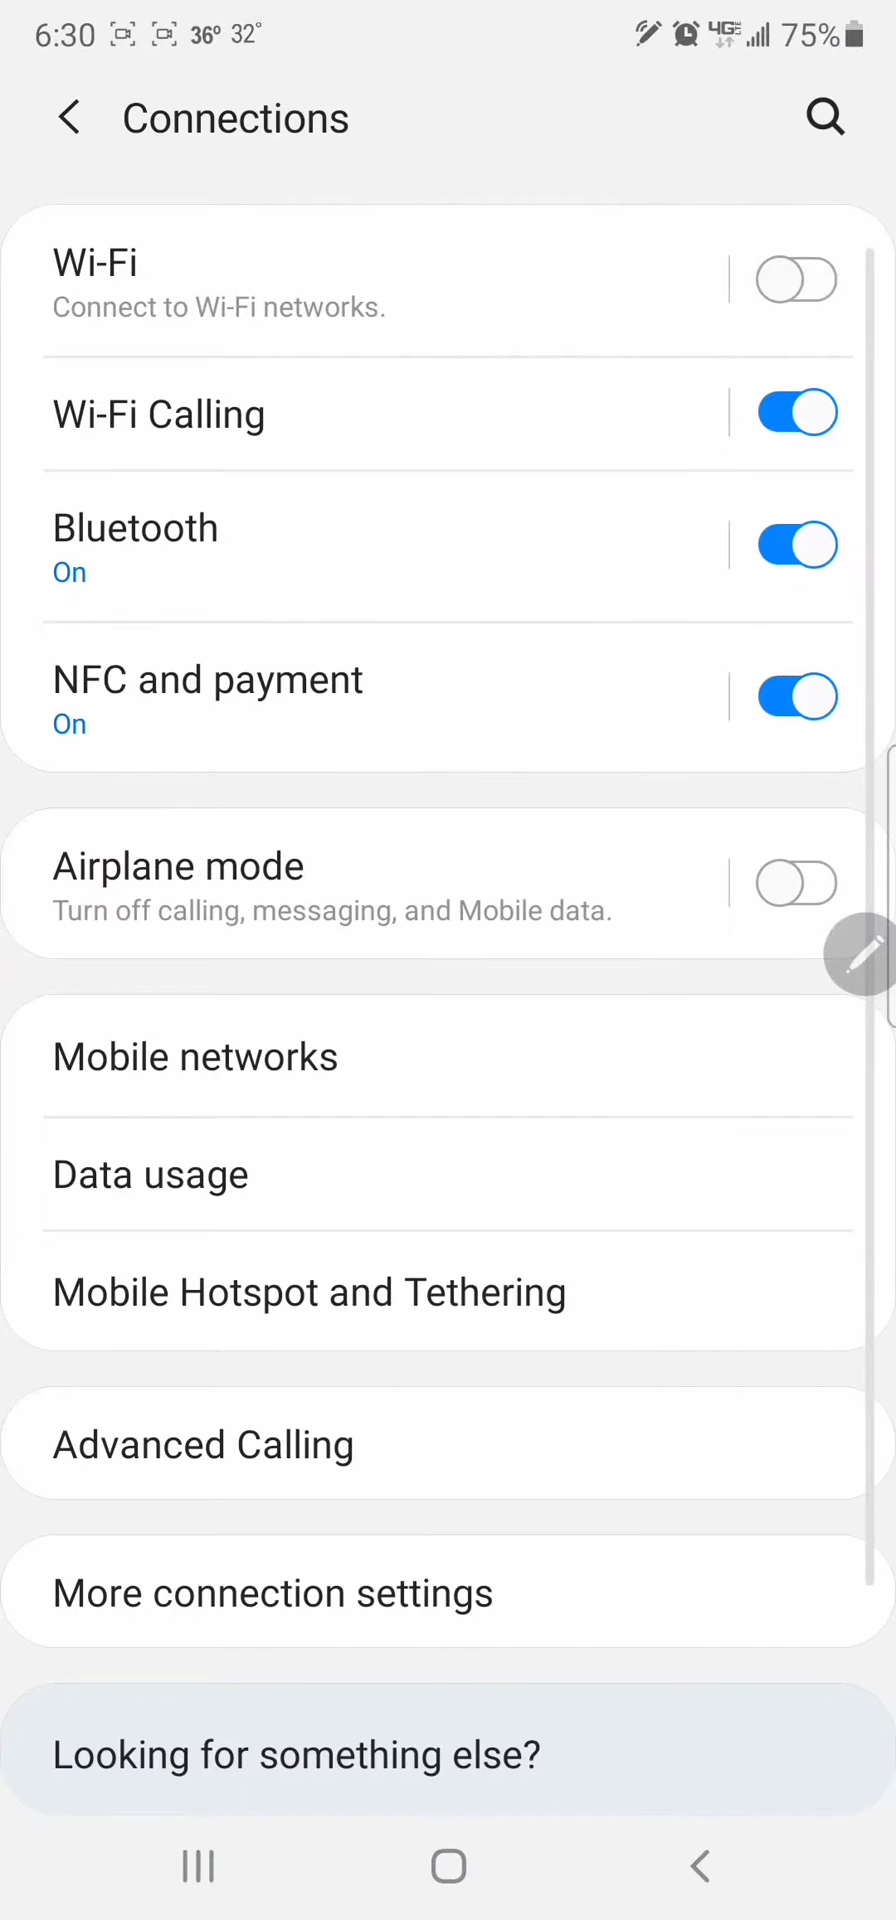 6:30 36° 32° 4G LTE 75%
Connections
Wi-Fi
Connect to Wi-Fi networks.
Wi-Fi Calling
Bluetooth
On
NFC and payment
On
Airplane mode
Turn off calling, messaging, and Mobile data.
Mobile networks
Data usage
Mobile Hotspot and Tethering
Advanced Calling
More connection settings
Looking for something else?